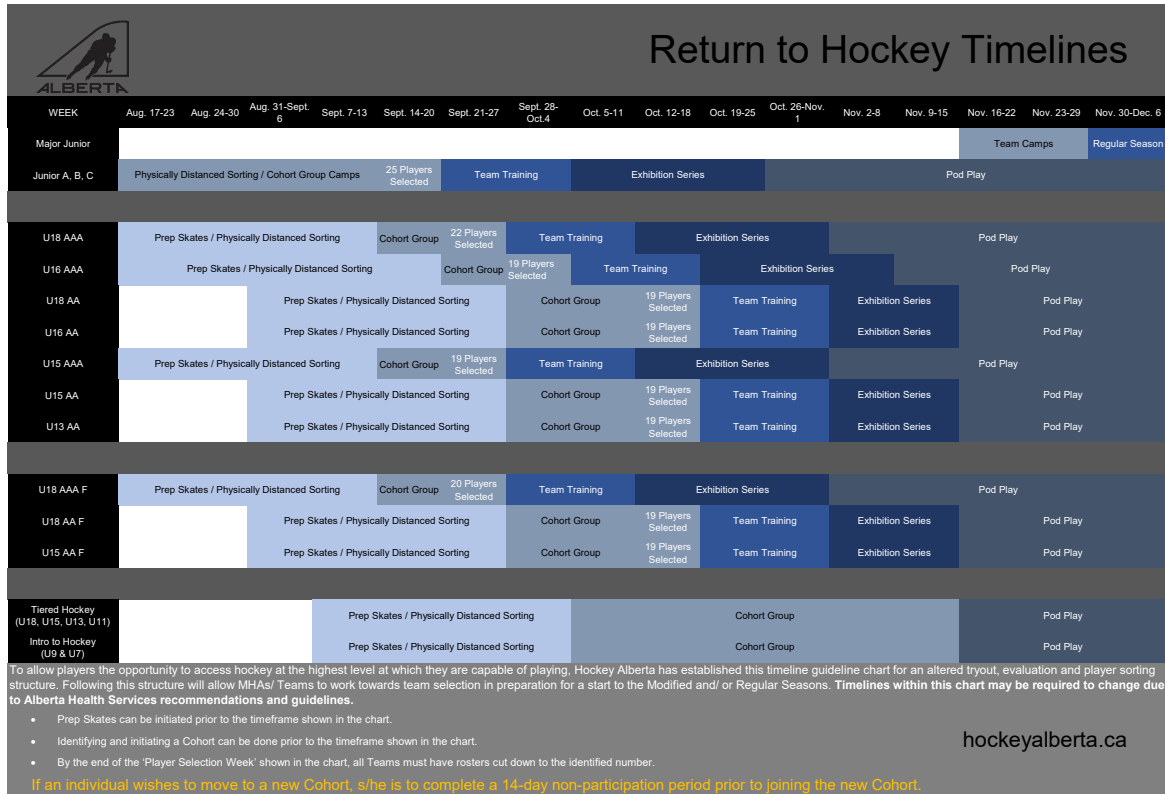 Return to Hockey Timelines
ALBERTA
WEEK Aug. 17-23 Aug. 24-30 Aug. 31-Sept. 6 Sept. 7-13 Sept. 14-20 Sept. 21-27 Sept. 28-Oct.4 Oct. 5-11 Oct. 12-18 Oct. 19-25 Oct. 26-Nov. 1 Nov. 2-8 Nov. 9-15 Nov. 16-22 Nov. 23-29 Nov. 30-Dec. 6
Major Junior Team Camps Regular Season
Junior A, B, C Physically Distanced Sorting / Cohort Group Camps 25 Players Selected Team Training Exhibition Series Pod Play
U18 AAA Prep Skates / Physically Distanced Sorting Cohort Group 22 Players Selected Team Training Exhibition Series Pod Play
U16 AAA Prep Skates / Physically Distanced Sorting Cohort Group 19 Players Selected Team Training Exhibition Series Pod Play
U18 AA Prep Skates / Physically Distanced Sorting Cohort Group 19 Players Selected Team Training Exhibition Series Pod Play
U16 AA Prep Skates / Physically Distanced Sorting Cohort Group 19 Players Selected Team Training Exhibition Series Pod Play
U15 AAA Prep Skates / Physically Distanced Sorting Cohort Group 19 Players Selected Team Training Exhibition Series Pod Play
U15 AA Prep Skates / Physically Distanced Sorting Cohort Group 19 Players Selected Team Training Exhibition Series Pod Play
U13 AA Prep Skates / Physically Distanced Sorting Cohort Group 19 Players Selected Team Training Exhibition Series Pod Play
U18 AAA F Prep Skates / Physically Distanced Sorting Cohort Group 20 Players Selected Team Training Exhibition Series Pod Play
U18 AA F Prep Skates / Physically Distanced Sorting Cohort Group 19 Players Selected Team Training Exhibition Series Pod Play
U15 AA F Prep Skates / Physically Distanced Sorting Cohort Group 19 Players Selected Team Training Exhibition Series Pod Play
Tiered Hockey (U18, U15, U13, U11) Prep Skates / Physically Distanced Sorting Cohort Group Pod Play
Intro to Hockey (U9 & U7) Prep Skates / Physically Distanced Sorting Cohort Group Pod Play
To allow players the opportunity to access hockey at the highest level at which they are capable of playing, Hockey Alberta has established this timeline guideline chart for an altered tryout, evaluation and player sorting
structure. Following this structure will allow MHAs/ Teams to work towards team selection in preparation for a start to the Modified and/ or Regular Seasons. Timelines within this chart may be required to change due
to Alberta Health Services recommendations and guidelines.
• Prep Skates can be initiated prior to the timeframe shown in the chart.
• Identifying and initiating a Cohort can be done prior to the timeframe shown in the chart.
• By the end of the 'Player Selection Week' shown in the chart, all Teams must have rosters cut down to the identified number.
hockeyalberta.ca
If an individual wishes to move to a new Cohort, s/he is to complete a 14-day non-participation period prior to joining the new Cohort.